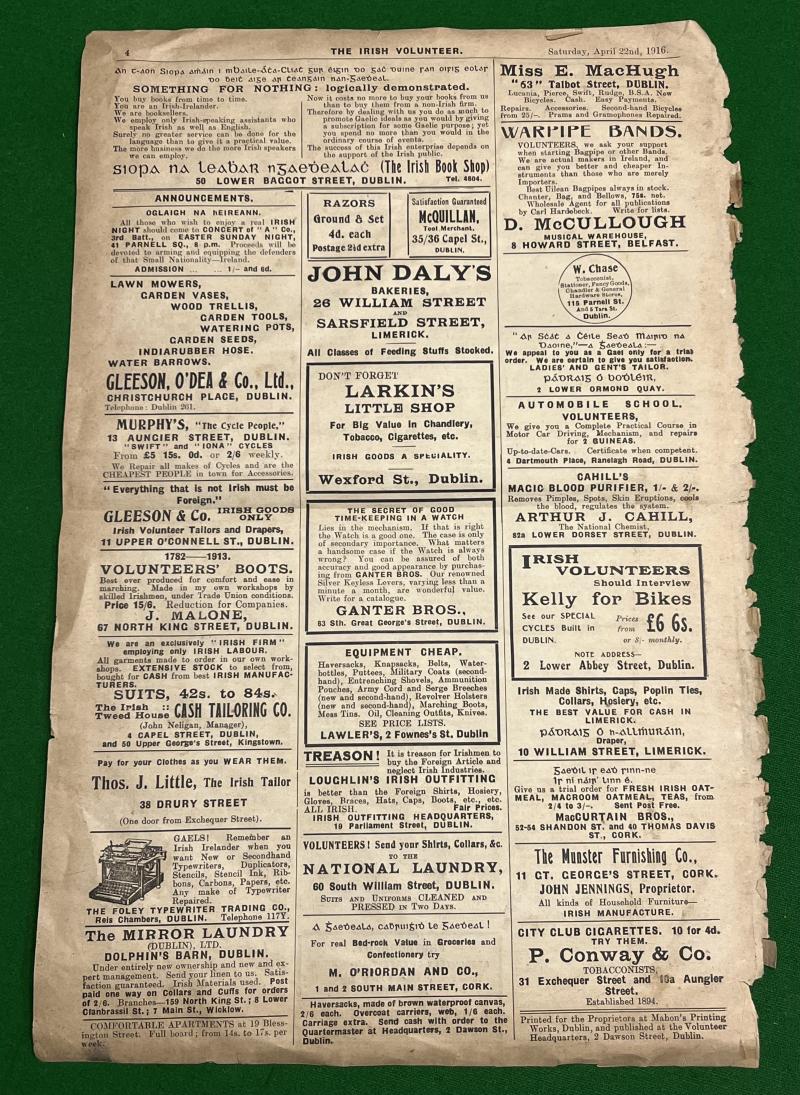 4
THE IRISH VOLUNTEER.
Saturday, April 22nd, 1916.
SOMETHING FOR NOTHING: logically demonstrated.
You buy books from time to time.
You are an Irish-Irelander.
We are booksellers.
We employ only Irish-speaking assistants who
speak Irish as well as English.
Surely no greater service can be done for the
language than to give it a practical value.
The more business we do the more Irish speakers
we can employ.
Now it costs no more to buy your books from us
than to buy them from a non-Irish firm.
Therefore by dealing with us you do as much to
promote Gaelic ideals as you would by giving
a subscription for some Gaelic purpose; yet
you spend no more than you would in the
ordinary course of events.
The success of this Irish enterprise depends on
the support of the Irish public.
Siopa na leabar ngaeḋealaċ (The Irish Book Shop)
50 LOWER BAGGOT STREET, DUBLIN. Tel. 4604.
ANNOUNCEMENTS.
OGLAICH NA HEIREANN.
All those who wish to enjoy a real IRISH
NIGHT should come to CONCERT of "A" Co.,
3rd Batt., on EASTER SUNDAY NIGHT,
41 PARNELL SQ., 8 p.m. Proceeds will be
devoted to arming and equipping the defenders
of that Small Nationality—Ireland.
ADMISSION ... ... 1/- and 6d.
LAWN MOWERS,
GARDEN VASES,
WOOD TRELLIS,
GARDEN TOOLS,
WATERING POTS,
GARDEN SEEDS,
INDIARUBBER HOSE.
WATER BARROWS.
GLEESON, O'DEA & Co., Ltd.,
CHRISTCHURCH PLACE, DUBLIN.
Telephone: Dublin 261.
MURPHY'S, "The Cycle People,"
13 AUNGIER STREET, DUBLIN.
"SWIFT" and "IONA" CYCLES
From £5 15s. 0d. or 2/6 weekly.
We Repair all makes of Cycles and are the
CHEAPEST PEOPLE in town for Accessories.
"Everything that is not Irish must be
Foreign."
GLEESON & Co. IRISH GOODS ONLY
Irish Volunteer Tailors and Drapers,
11 UPPER O'CONNELL ST., DUBLIN.
1782——1913.
VOLUNTEERS' BOOTS.
Best ever produced for comfort and ease in
marching. Made in my own workshops by
skilled Irishmen, under Trade Union conditions.
Price 15/6. Reduction for Companies.
J. MALONE,
67 NORTH KING STREET, DUBLIN.
We are an exclusively "IRISH FIRM"
employing only IRISH LABOUR.
All garments made to order in our own work-
shops. EXTENSIVE STOCK to select from,
bought for CASH from best IRISH MANUFAC-
TURERS.
SUITS, 42s. to 84s.
The Irish Tweed House :: CASH TAILORING CO.
(John Neligan, Manager),
4 CAPEL STREET, DUBLIN,
and 50 Upper George's Street, Kingstown.
Pay for your Clothes as you WEAR THEM.
Thos. J. Little, The Irish Tailor
38 DRURY STREET
(One door from Exchequer Street).
GAELS! Remember an
Irish Irelander when you
want New or Secondhand
Typewriters, Duplicators,
Stencils, Stencil Ink, Rib-
bons, Carbons, Papers, etc.
Any make of Typewriter
Repaired.
THE FOLEY TYPEWRITER TRADING CO.,
Reis Chambers, DUBLIN. Telephone 117Y.
The MIRROR LAUNDRY
(DUBLIN), LTD.
DOLPHIN'S BARN, DUBLIN.
Under entirely new ownership and new and ex-
pert management. Send your linen to us. Satis-
faction guaranteed. Irish Materials used. Post
paid one way on Collars and Cuffs for orders
of 2/6. Branches—159 North King St.; 8 Lower
Clanbrassil St.; 7 Main St., Wicklow.
COMFORTABLE APARTMENTS at 19 Bless-
ington Street. Full board; from 14s. to 17s. per
week.
RAZORS
Ground & Set
4d. each
Postage 2½d extra
Satisfaction Guaranteed
McQUILLAN,
Tool Merchant,
35/36 Capel St.,
DUBLIN.
JOHN DALY'S
BAKERIES,
26 WILLIAM STREET
AND
SARSFIELD STREET,
LIMERICK.
All Classes of Feeding Stuffs Stocked.
DON'T FORGET
LARKIN'S
LITTLE SHOP
For Big Value in Chandlery,
Tobacco, Cigarettes, etc.
IRISH GOODS A SPECIALITY.
Wexford St., Dublin.
THE SECRET OF GOOD
TIME-KEEPING IN A WATCH
Lies in the mechanism. If that is right
the Watch is a good one. The case is only
of secondary importance. What matters
a handsome case if the Watch is always
wrong? You can be assured of both
accuracy and good appearance by purchas-
ing from GANTER BROS. Our renowned
Silver Keyless Levers, varying less than a
minute a month, are wonderful value.
Write for a catalogue.
GANTER BROS.,
63 Sth. Great George's Street, DUBLIN.
EQUIPMENT CHEAP.
Haversacks, Knapsacks, Belts, Water-
bottles, Puttees, Military Coats (second-
hand), Entrenching Shovels, Ammunition
Pouches, Army Cord and Serge Breeches
(new and second-hand), Revolver Holsters
(new and second-hand), Marching Boots,
Mess Tins. Oil, Cleaning Outfits, Knives.
SEE PRICE LISTS.
LAWLER'S, 2 Fownes's St. Dublin
TREASON! It is treason for Irishmen to
buy the Foreign Article and
neglect Irish Industries.
LOUGHLIN'S IRISH OUTFITTING
is better than the Foreign Shirts, Hosiery,
Gloves, Braces, Hats, Caps, Boots, etc., etc.
ALL IRISH. Fair Prices.
IRISH OUTFITTING HEADQUARTERS,
19 Parliament Street, DUBLIN.
VOLUNTEERS! Send your Shirts, Collars, &c.
TO THE
NATIONAL LAUNDRY,
60 South William Street, DUBLIN.
SUITS AND UNIFORMS CLEANED AND
PRESSED IN TWO DAYS.
A Ġaeḋeala, caḃruiġiḋ le Gaeḋeal!
For real Bed-rock Value in Groceries and
Confectionery try
M. O'RIORDAN AND CO.,
1 and 2 SOUTH MAIN STREET, CORK.
Haversacks, made of brown waterproof canvas,
2/6 each. Overcoat carriers, web, 1/6 each.
Carriage extra. Send cash with order to the
Quartermaster at Headquarters, 2 Dawson St.,
Dublin.
Miss E. MacHugh
"53" Talbot Street, DUBLIN.
Lucania, Pierce, Swift, Rudge, B.S.A. New
Bicycles. Cash. Easy Payments.
Repairs. Accessories. Second-hand Bicycles
from 25/-. Prams and Gramophones Repaired.
WARPIPE BANDS.
VOLUNTEERS, we ask your support
when starting Bagpipe or other Bands.
We are actual makers in Ireland, and
can give you better and cheaper In-
struments than those who are merely
Importers.
Best Uilean Bagpipes always in stock.
Chanter, Bag, and Bellows, 75s. net.
Wholesale Agent for all publications
by Carl Hardebeck. Write for lists.
D. McCULLOUGH
MUSICAL WAREHOUSE,
8 HOWARD STREET, BELFAST.
W. Chase
Tobacconist,
Stationer, Fancy Goods,
Chandler & General
Hardware Stores,
115 Parnell St.
And 5 Tara St.
Dublin.
"Ar Scáṫ a Ċéile Seaḋ Mairid na
Daoine,"—A Ġaeḋeala:—
We appeal to you as a Gael only for a trial
order. We are certain to give you satisfaction.
LADIES' AND GENT'S TAILOR.
2 LOWER ORMOND QUAY.
AUTOMOBILE SCHOOL.
VOLUNTEERS,
We give you a Complete Practical Course in
Motor Car Driving, Mechanism, and repairs
for 2 GUINEAS.
Up-to-date-Cars. Certificate when competent.
4 Dartmouth Place, Ranelagh Road, DUBLIN.
CAHILL'S
MAGIC BLOOD PURIFIER, 1/- & 2/-.
Removes Pimples, Spots, Skin Eruptions, cools
the blood, regulates the system.
ARTHUR J. CAHILL,
The National Chemist,
82a LOWER DORSET STREET, DUBLIN.
IRISH
VOLUNTEERS
Should Interview
Kelly for Bikes
See our SPECIAL
CYCLES Built in
DUBLIN.
Prices from £6 6s.
or 8/- monthly.
NOTE ADDRESS—
2 Lower Abbey Street, Dublin.
Irish Made Shirts, Caps, Poplin Ties,
Collars, Hosiery, etc.
THE BEST VALUE FOR CASH IN
LIMERICK.
Pádraig Ó h-Allṁuráin,
Draper,
10 WILLIAM STREET, LIMERICK.
Gaeḋil ir eaḋ rinn-ne
Give us a trial order for FRESH IRISH OAT-
MEAL, MACROOM OATMEAL, TEAS, from
2/4 to 3/-. Sent Post Free.
MacCURTAIN BROS.,
52-54 SHANDON ST. and 40 THOMAS DAVIS
ST., CORK.
The Munster Furnishing Co.,
11 GT. GEORGE'S STREET, CORK.
JOHN JENNINGS, Proprietor.
All kinds of Household Furniture—
IRISH MANUFACTURE.
CITY CLUB CIGARETTES. 10 for 4d.
TRY THEM.
P. Conway & Co.
TOBACCONISTS,
31 Exchequer Street and 10a Aungier
Street.
Established 1894.
Printed for the Proprietors at Mahon's Printing
Works, Dublin, and published at the Volunteer
Headquarters, 2 Dawson Street, Dublin.